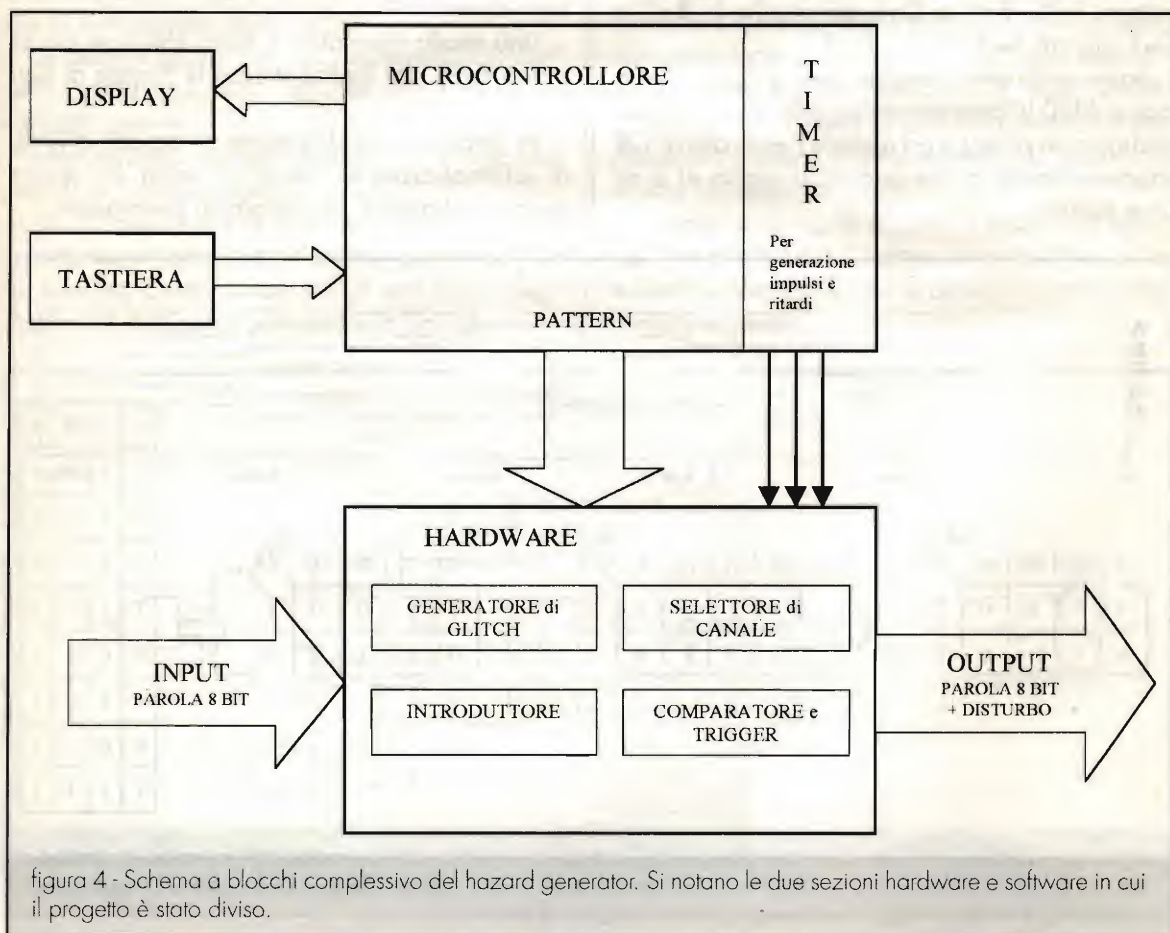 DISPLAY
MICROCONTROLLORE
T
I
M
E
R
TASTIERA
Per
generazione
impulsi e
ritardi
PATTERN
HARDWARE
GENERATORE di
GLITCH
SELETTORE di
CANALE
INPUT
PAROLA 8 BIT
INTRODUTTORE
COMPARATORE e
TRIGGER
OUTPUT
PAROLA 8 BIT
+ DISTURBO
figura 4 - Schema a blocchi complessivo del hazard generator. Si notano le due sezioni hardware e software in cui
il progetto è stato diviso.